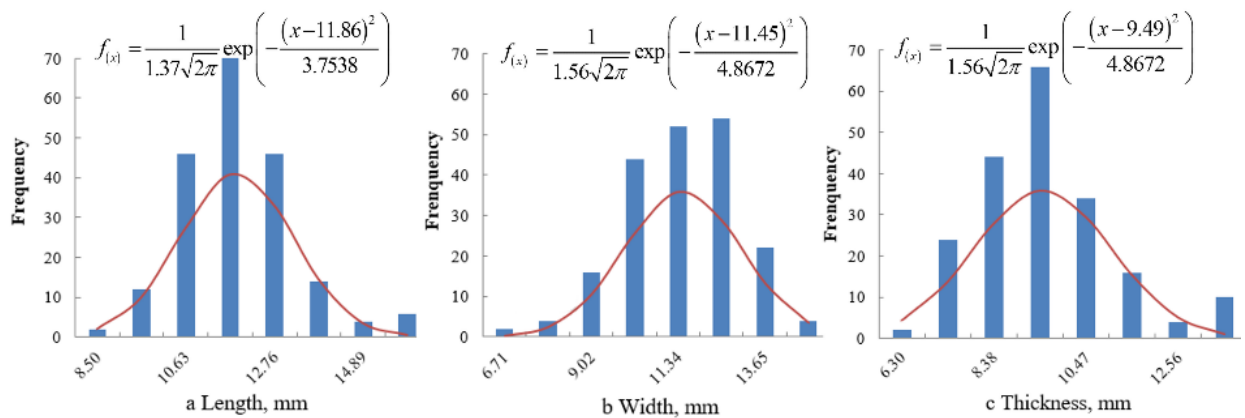 f(x) = 1/(1.37√2π) exp(−(x−11.86)²/3.7538)
70
60
50
40
30
20
10
0
Frequency
8.50 10.63 12.76 14.89
a Length, mm
f(x) = 1/(1.56√2π) exp(−(x−11.45)²/4.8672)
70
60
50
40
30
20
10
0
Frenquency
6.71 9.02 11.34 13.65
b Width, mm
f(x) = 1/(1.56√2π) exp(−(x−9.49)²/4.8672)
70
60
50
40
30
20
10
0
Frenquency
6.30 8.38 10.47 12.56
c Thickness, mm